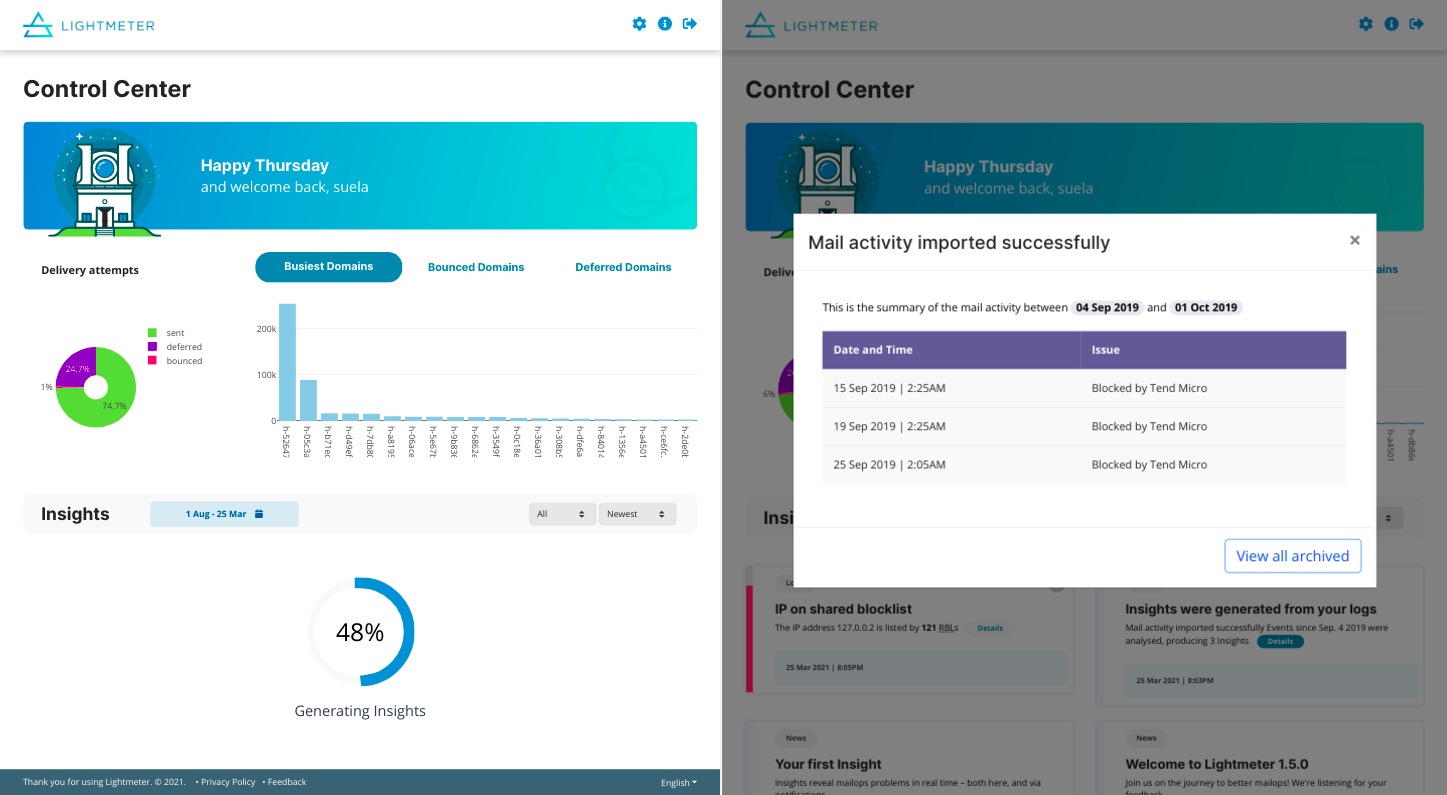 LIGHTMETER
Control Center
Happy Thursday
and welcome back, suela
Delivery attempts
Busiest Domains
Bounced Domains
Deferred Domains
sent
deferred
bounced
24.7%
1%
74.7%
200k
100k
0
h-52647
h-05c3a
h-b71ec
h-d49ef
h-7db80
h-a8195
h-06ace
h-5e67b
h-9b836
h-6862e
h-3549f
h-0c18e
h-36a01
h-308b5
h-dfe6a
h-84014
h-1356e
h-a4501
h-ce6fc.
h-2de0b
Insights
1 Aug - 25 Mar
All
Newest
48%
Generating Insights
Thank you for using Lightmeter. © 2021. • Privacy Policy • Feedback
English
LIGHTMETER
Control Center
Happy Thursday
and welcome back, suela
Mail activity imported successfully
×
This is the summary of the mail activity between 04 Sep 2019 and 01 Oct 2019
Date and Time Issue
15 Sep 2019 | 2:25AM Blocked by Tend Micro
19 Sep 2019 | 2:25AM Blocked by Tend Micro
25 Sep 2019 | 2:05AM Blocked by Tend Micro
View all archived
Deliv
ains
6%
h-a4501
h-db86e
Insi
IP on shared blocklist
The IP address 127.0.0.2 is listed by 121 RBLs Details
25 Mar 2021 | 8:05PM
Insights were generated from your logs
Mail activity imported successfully Events since Sep. 4 2019 were
analysed, producing 3 Insights Details
25 Mar 2021 | 8:03PM
News
Your first Insight
Insights reveal mailops problems in real time – both here, and via
notifications
News
Welcome to Lightmeter 1.5.0
Join us on the journey to better mailops! We're listening for your
feedback